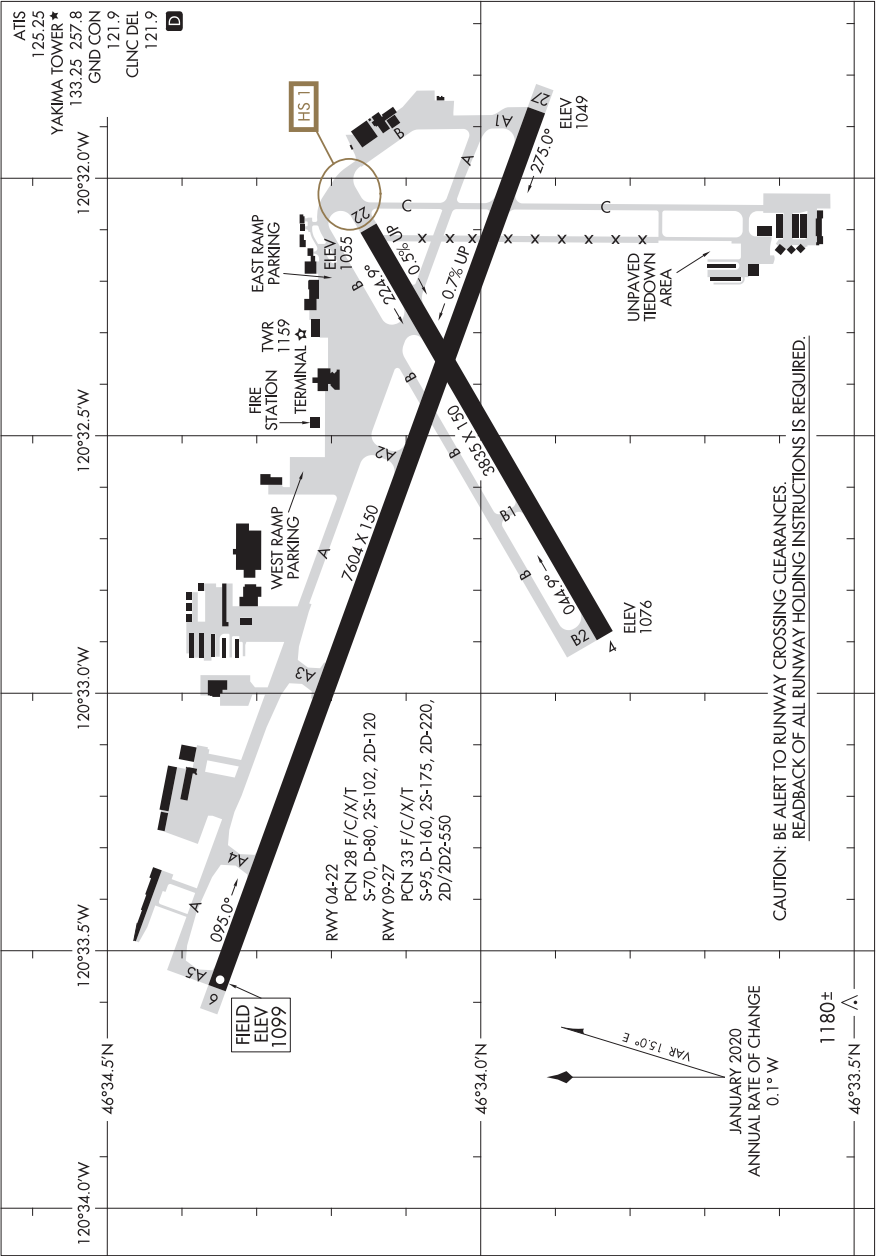 ATIS
125.25
YAKIMA TOWER★
133.25 257.8
GND CON
121.9
CLNC DEL
121.9
D
120°34.0'W
120°33.5'W
120°33.0'W
120°32.5'W
120°32.0'W
46°34.5'N
46°34.0'N
46°33.5'N
HS 1
FIELD
ELEV
1099
9
A5
A
095.0°
A4
A3
A
7604 X 150
WEST RAMP
PARKING
A2
FIRE
STATION
TERMINAL
TWR
1159
EAST RAMP
PARKING
ELEV
1055
B
22
224.9°
0.5% UP
0.7% UP
B
C
A
A1
275.0°
27
ELEV
1049
C
X X X X X X X X X
B
B
3835 X 150
B1
B
044.9°
B2
4
ELEV
1076
UNPAVED
TIEDOWN
AREA
RWY 04-22
PCN 28 F/C/X/T
S-70, D-80, 2S-102, 2D-120
RWY 09-27
PCN 33 F/C/X/T
S-95, D-160, 2S-175, 2D-220,
2D/2D2-550
VAR 15.0° E
JANUARY 2020
ANNUAL RATE OF CHANGE
0.1° W
1180±
CAUTION: BE ALERT TO RUNWAY CROSSING CLEARANCES.
READBACK OF ALL RUNWAY HOLDING INSTRUCTIONS IS REQUIRED.